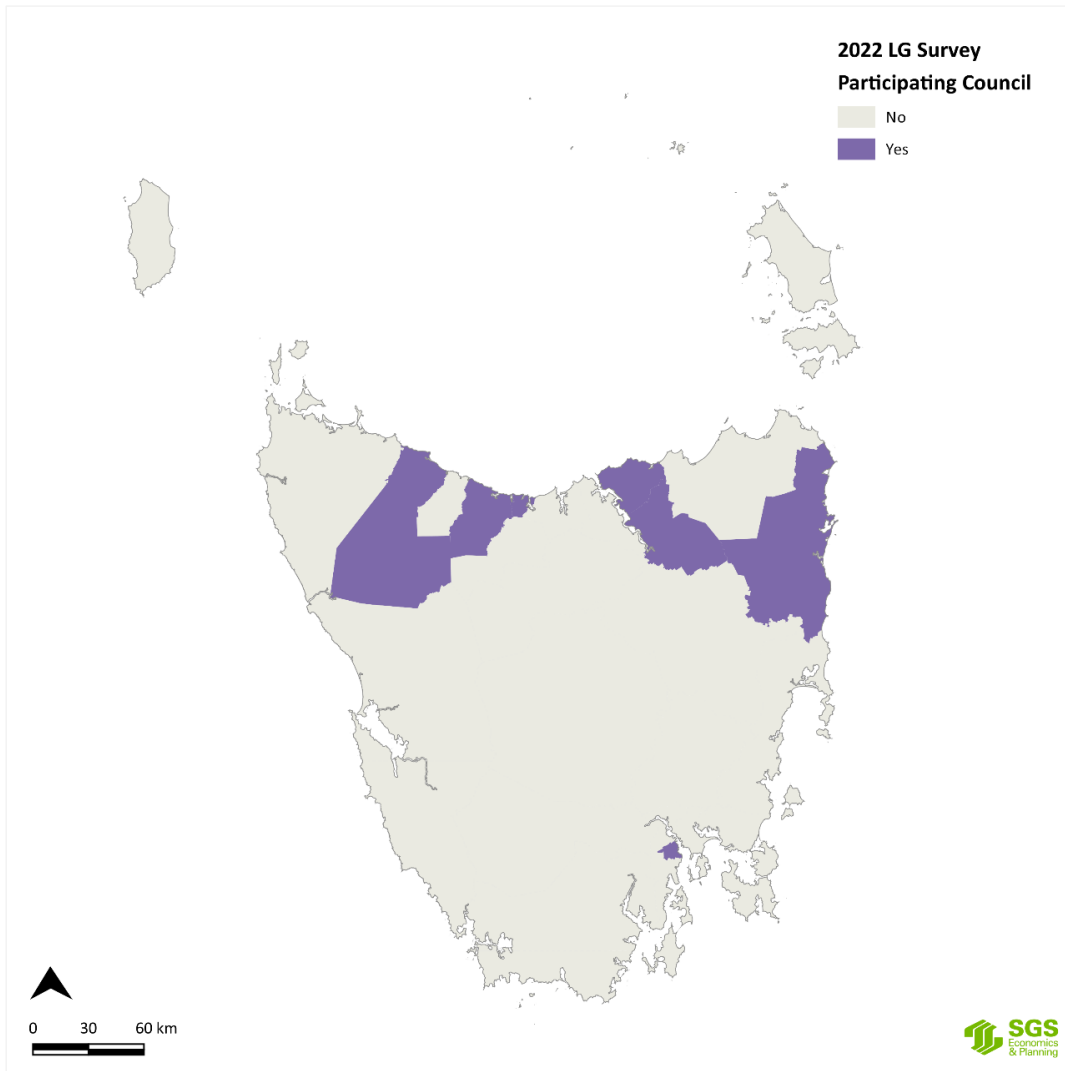 2022 LG Survey
Participating Council
No
Yes
0 30 60 km
SGS
Economics
& Planning